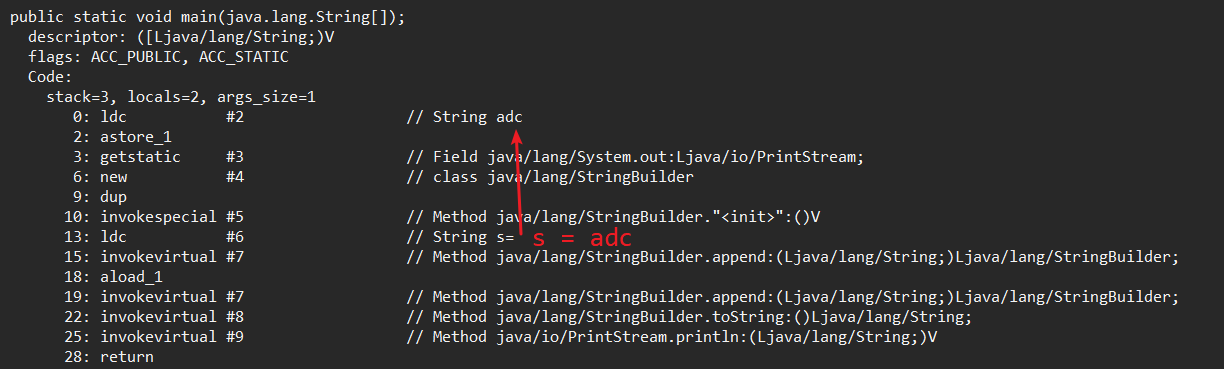 public static void main(java.lang.String[]);
descriptor: ([Ljava/lang/String;)V
flags: ACC_PUBLIC, ACC_STATIC
Code:
stack=3, locals=2, args_size=1
0: ldc #2 // String adc
2: astore_1
3: getstatic #3 // Field java/lang/System.out:Ljava/io/PrintStream;
6: new #4 // class java/lang/StringBuilder
9: dup
10: invokespecial #5 // Method java/lang/StringBuilder."<init>":()V
13: ldc #6 // String s= s = adc
15: invokevirtual #7 // Method java/lang/StringBuilder.append:(Ljava/lang/String;)Ljava/lang/StringBuilder;
18: aload_1
19: invokevirtual #7 // Method java/lang/StringBuilder.append:(Ljava/lang/String;)Ljava/lang/StringBuilder;
22: invokevirtual #8 // Method java/lang/StringBuilder.toString:()Ljava/lang/String;
25: invokevirtual #9 // Method java/io/PrintStream.println:(Ljava/lang/String;)V
28: return